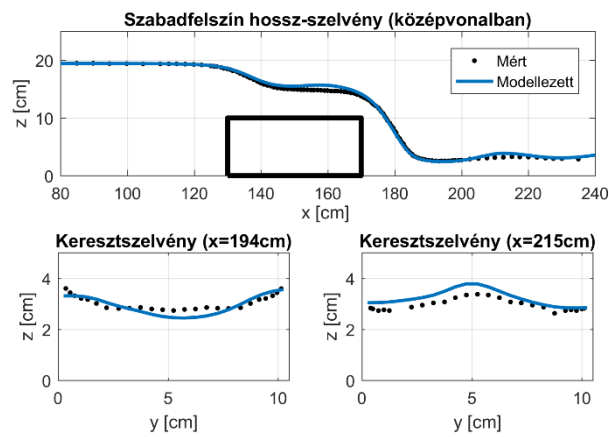 Szabadfelszín hossz-szelvény (középvonalban)
z [cm]
20
10
0
Mért
Modellezett
80 100 120 140 160 180 200 220 240
x [cm]
Keresztszelvény (x=194cm)
z [cm]
4
2
0
0 5 10
y [cm]
Keresztszelvény (x=215cm)
z [cm]
4
2
0
0 5 10
y [cm]